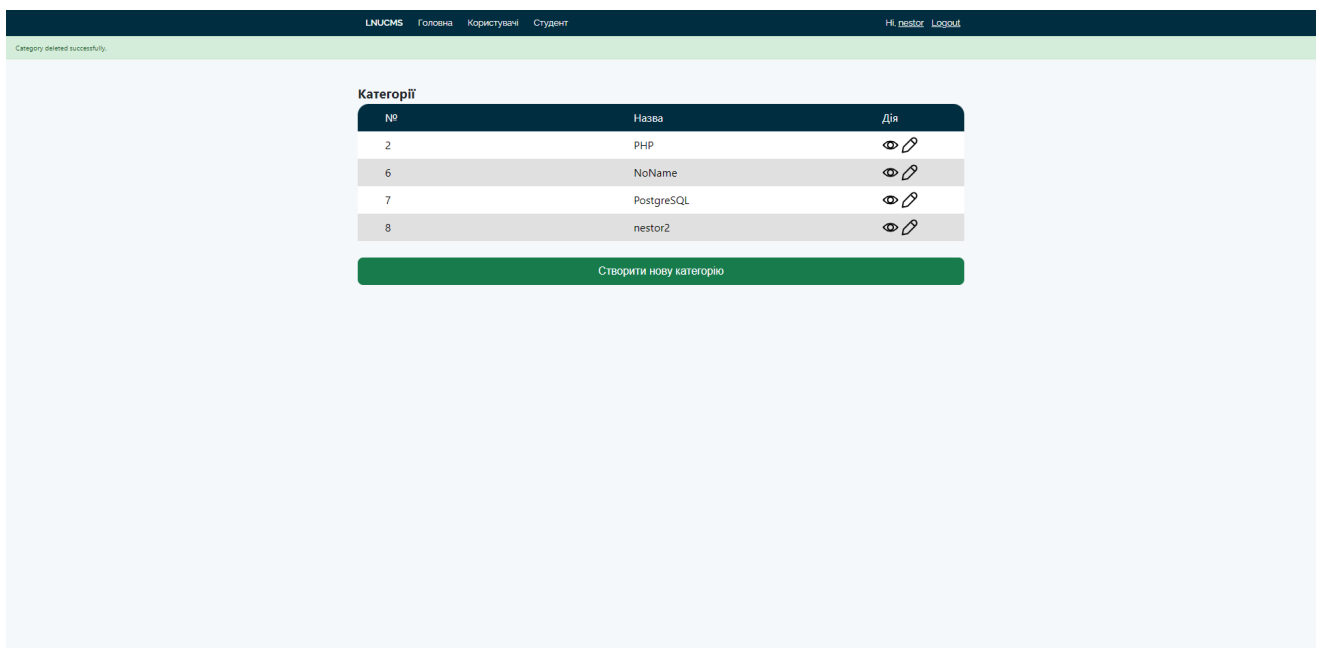 LNUCMS Головна Користувачі Студент Hi, nestor Logout
Category deleted successfully.
Категорії
№ Назва Дія
2 PHP
6 NoName
7 PostgreSQL
8 nestor2
Створити нову категорію